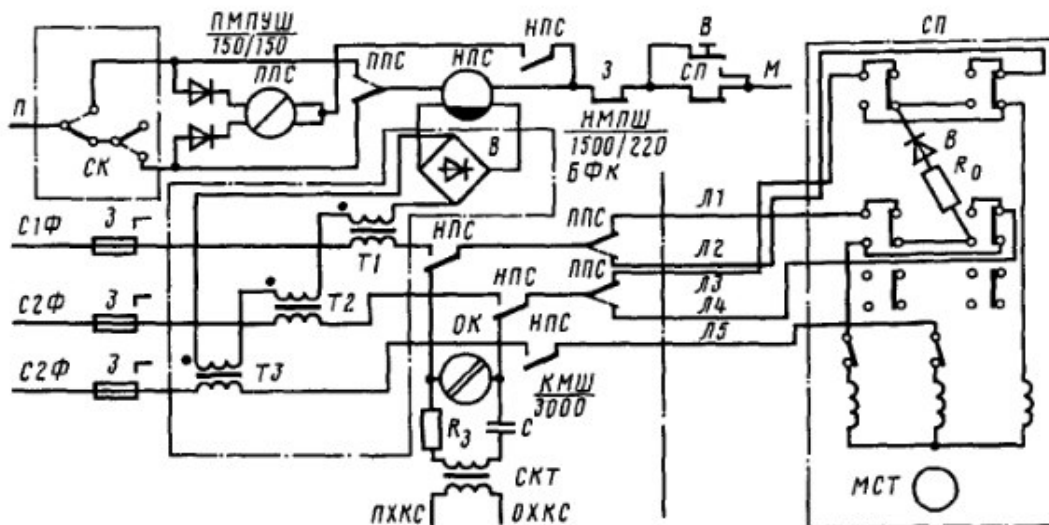 ПМПУШ
150/150
НПС
В
СП
ППС
ППС
НПС
З
СП
М
П
НМПШ
1500/220
БФК
СК
В
В
R₀
С1Ф
З
НПС
ППС
Л1
Т1
ППС
Л2
С2Ф
З
Т2
ОК
НПС
Л3
Л4
Л5
С2Ф
З
Т3
КМШ
3000
R₃
С
СКТ
МСТ
ПХКС
ОХКС